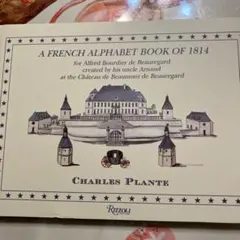 A FRENCH ALPHABET BOOK OF 1814
for Alfred Bourdier de Beauregard
created by his uncle Arnaud
at the Château de Beaumont de Beauregard
CHARLES PLANTE
RIZZOLI